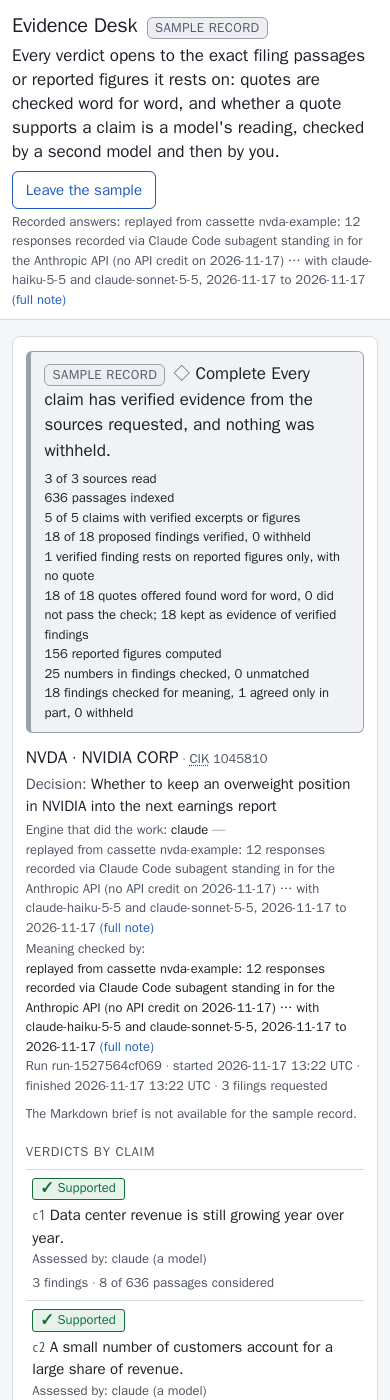 Evidence Desk SAMPLE RECORD
Every verdict opens to the exact filing passages
or reported figures it rests on: quotes are
checked word for word, and whether a quote
supports a claim is a model's reading, checked
by a second model and then by you.
Leave the sample
Recorded answers: replayed from cassette nvda-example: 12
responses recorded via Claude Code subagent standing in for
the Anthropic API (no API credit on 2026-11-17) ··· with claude-
haiku-5-5 and claude-sonnet-5-5, 2026-11-17 to 2026-11-17
(full note)
SAMPLE RECORD ◇ Complete Every
claim has verified evidence from the
sources requested, and nothing was
withheld.
3 of 3 sources read
636 passages indexed
5 of 5 claims with verified excerpts or figures
18 of 18 proposed findings verified, 0 withheld
1 verified finding rests on reported figures only, with
no quote
18 of 18 quotes offered found word for word, 0 did
not pass the check; 18 kept as evidence of verified
findings
156 reported figures computed
25 numbers in findings checked, 0 unmatched
18 findings checked for meaning, 1 agreed only in
part, 0 withheld
NVDA · NVIDIA CORP · CIK 1045810
Decision: Whether to keep an overweight position
in NVIDIA into the next earnings report
Engine that did the work: claude —
replayed from cassette nvda-example: 12 responses
recorded via Claude Code subagent standing in for the
Anthropic API (no API credit on 2026-11-17) ··· with
claude-haiku-5-5 and claude-sonnet-5-5, 2026-11-17 to
2026-11-17 (full note)
Meaning checked by:
replayed from cassette nvda-example: 12 responses
recorded via Claude Code subagent standing in for the
Anthropic API (no API credit on 2026-11-17) ··· with
claude-haiku-5-5 and claude-sonnet-5-5, 2026-11-17 to
2026-11-17 (full note)
Run run-1527564cf069 · started 2026-11-17 13:22 UTC ·
finished 2026-11-17 13:22 UTC · 3 filings requested
The Markdown brief is not available for the sample record.
VERDICTS BY CLAIM
✓ Supported
c1 Data center revenue is still growing year over
year.
Assessed by: claude (a model)
3 findings · 8 of 636 passages considered
✓ Supported
c2 A small number of customers account for a
large share of revenue.
Assessed by: claude (a model)